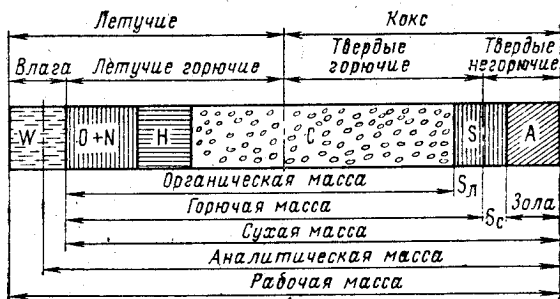 Летучие Кокс
Влага Летучие горючие Твердые горючие Твердые негорючие
W O+N H C S A
Органическая масса Sл
Горючая масса Sс Зола
Сухая масса
Аналитическая масса
Рабочая масса